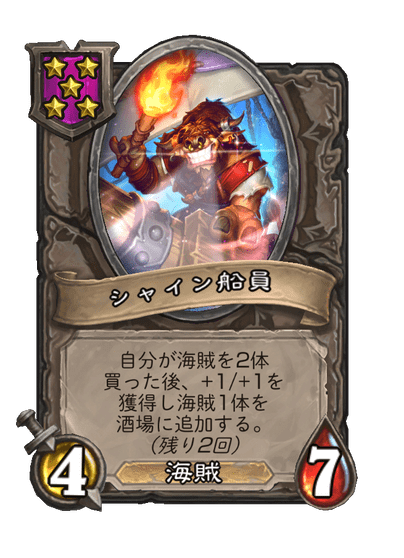 シャイン船員
自分が海賊を2体
買った後、+1/+1を
獲得し海賊1体を
酒場に追加する。
(残り2回)
4
海賊
7